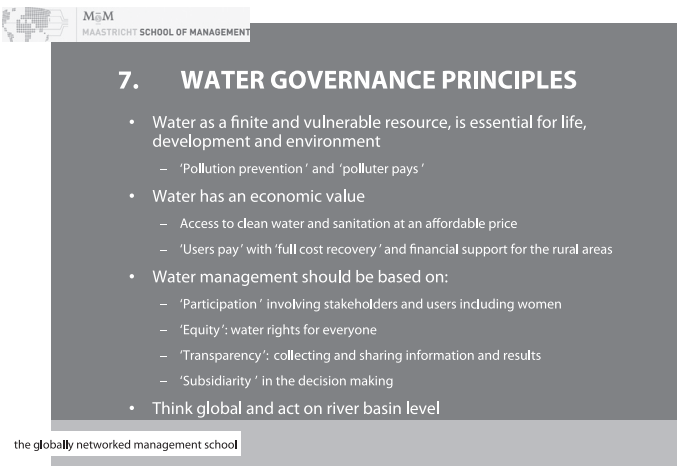 MSM
MAASTRICHT SCHOOL OF MANAGEMENT
7. WATER GOVERNANCE PRINCIPLES
• Water as a finite and vulnerable resource, is essential for life,
development and environment
– ‘Pollution prevention ’ and ‘polluter pays ’
• Water has an economic value
– Access to clean water and sanitation at an affordable price
– ‘Users pay’ with ‘full cost recovery ’ and financial support for the rural areas
• Water management should be based on:
– ‘Participation ’ involving stakeholders and users including women
– ‘Equity ’: water rights for everyone
– ‘Transparency ’: collecting and sharing information and results
– ‘Subsidiarity ’ in the decision making
• Think global and act on river basin level
the globally networked management school